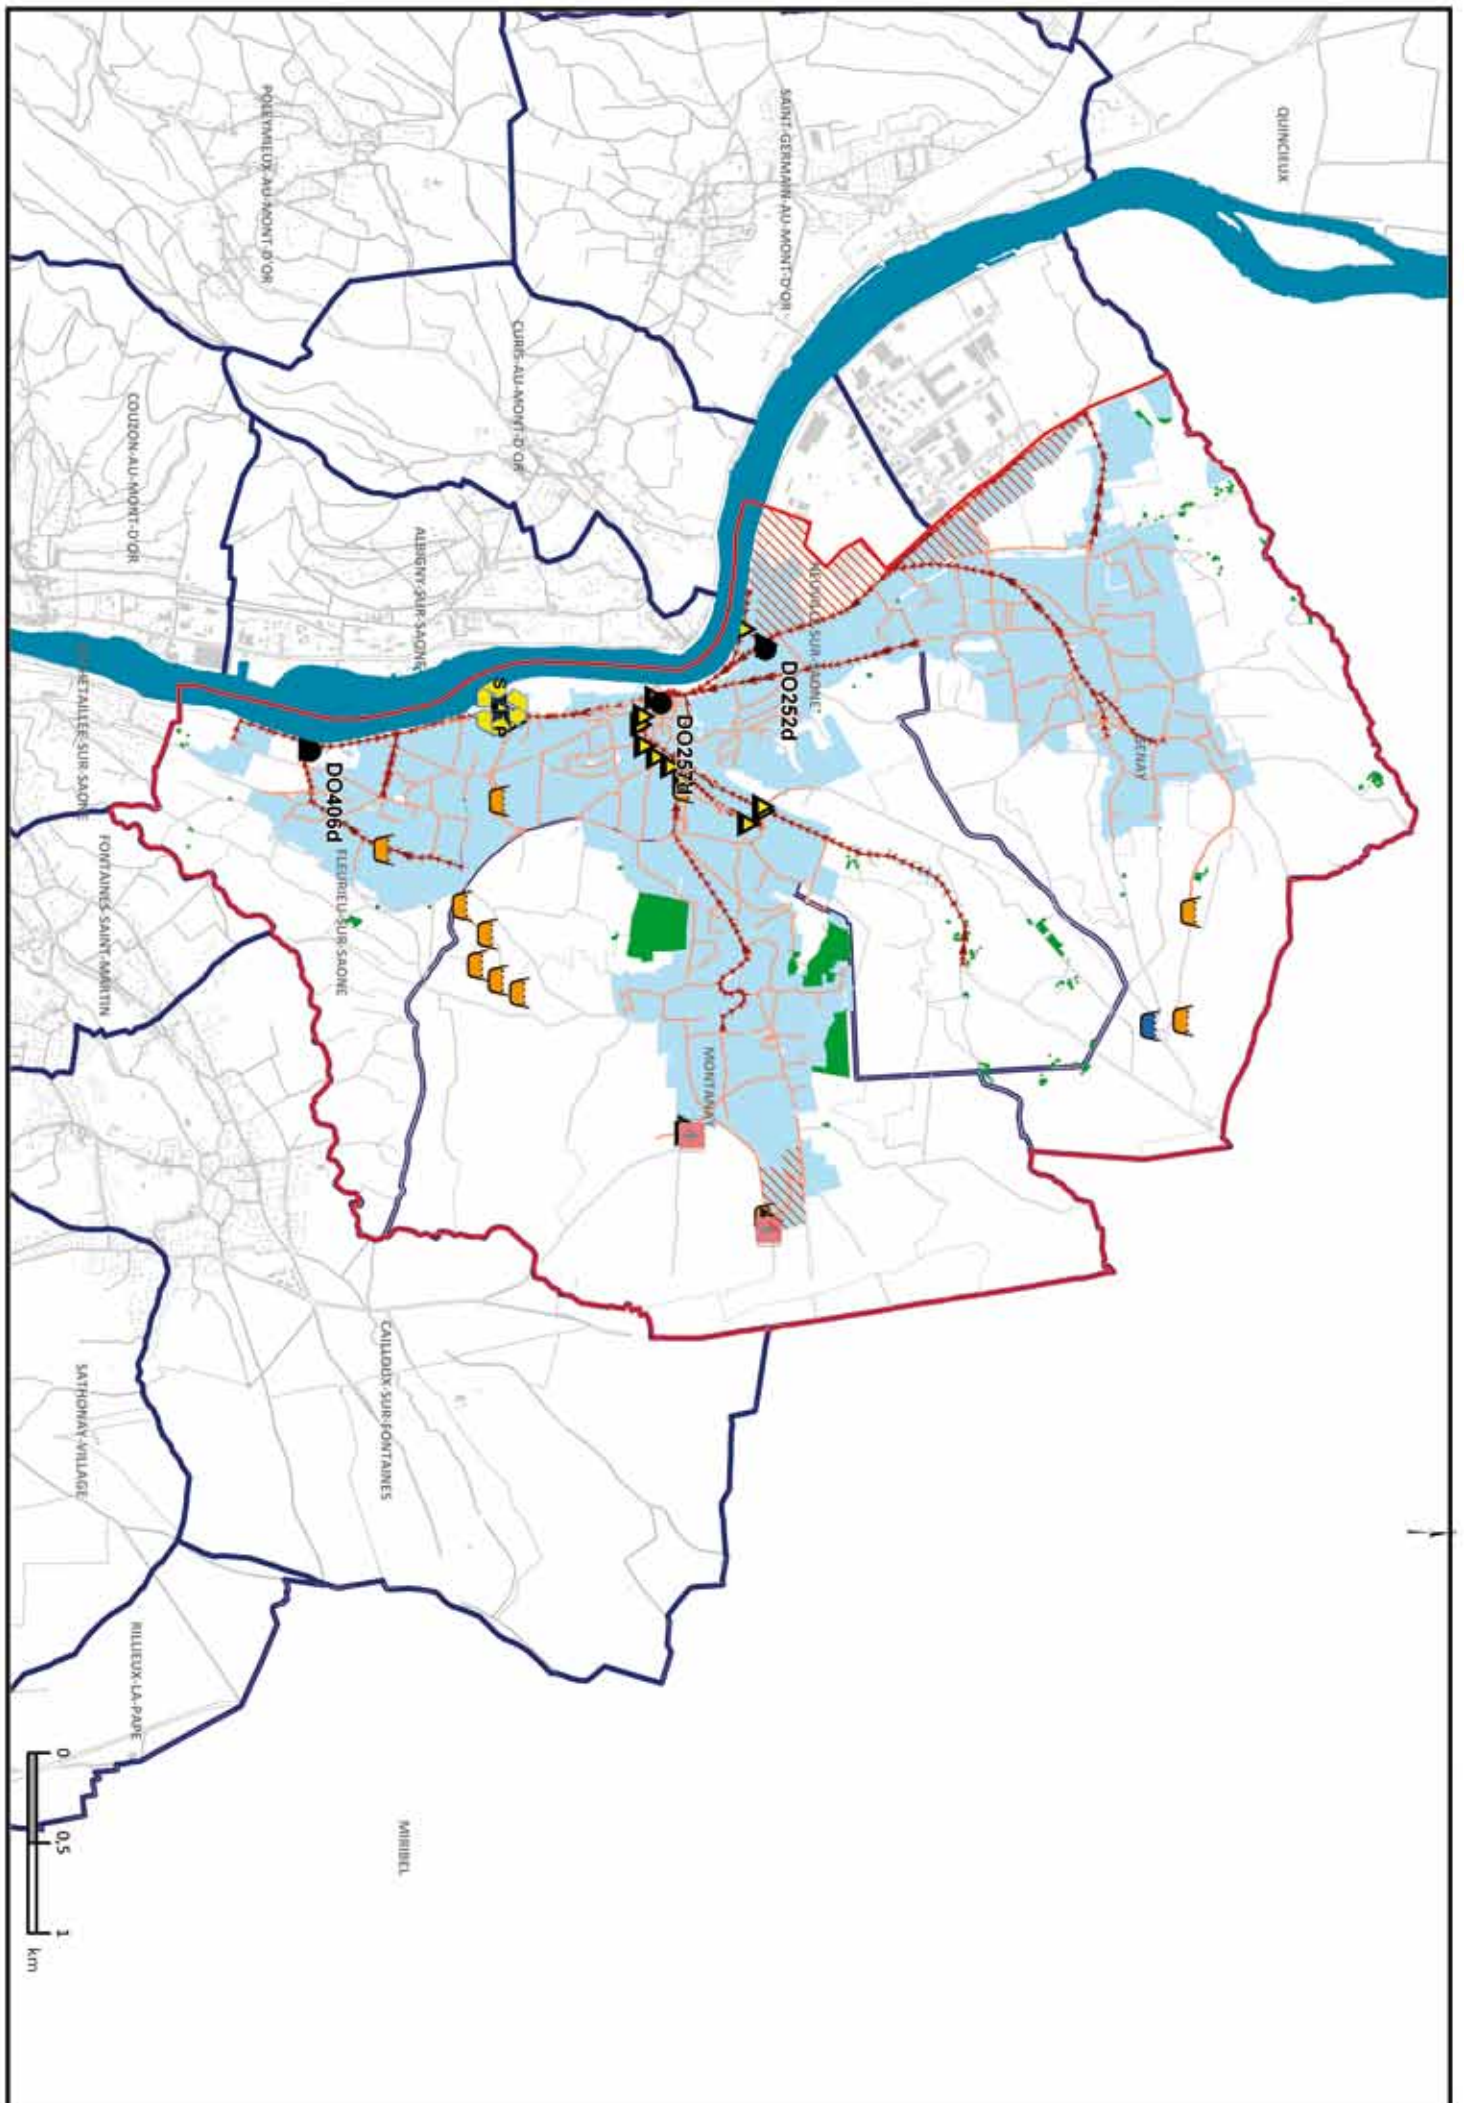 QUINCIEUX
SAINT-GERMAIN-AU-MONT-D'OR
POLEYMIEUX-AU-MONT-D'OR
CURIS-AU-MONT-D'OR
COUZON-AU-MONT-D'OR
ALBIGNY-SUR-SAONE
NEUVILLE-SUR-SAONE
GENAY
DO252d
DO257d
STEP
DO406d
FLEURIEU-SUR-SAONE
FONTAINES-SAINT-MARTIN
MONTANAY
CAILLOUX-SUR-FONTAINES
SATHONAY-VILLAGE
RILLIEUX-LA-PAPE
MIRIBEL
0
0,5
1
km